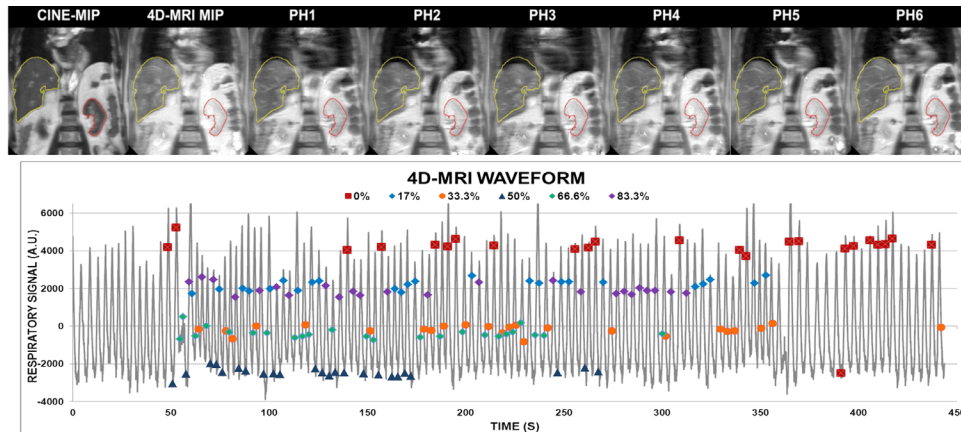 CINE-MIP 4D-MRI MIP PH1 PH2 PH3 PH4 PH5 PH6
4D-MRI WAVEFORM
0% 17% 33.3% 50% 66.6% 83.3%
RESPIRATORY SIGNAL (A.U.)
6000
4000
2000
0
-2000
-4000
0 50 100 150 200 250 300 350 400 450
TIME (S)